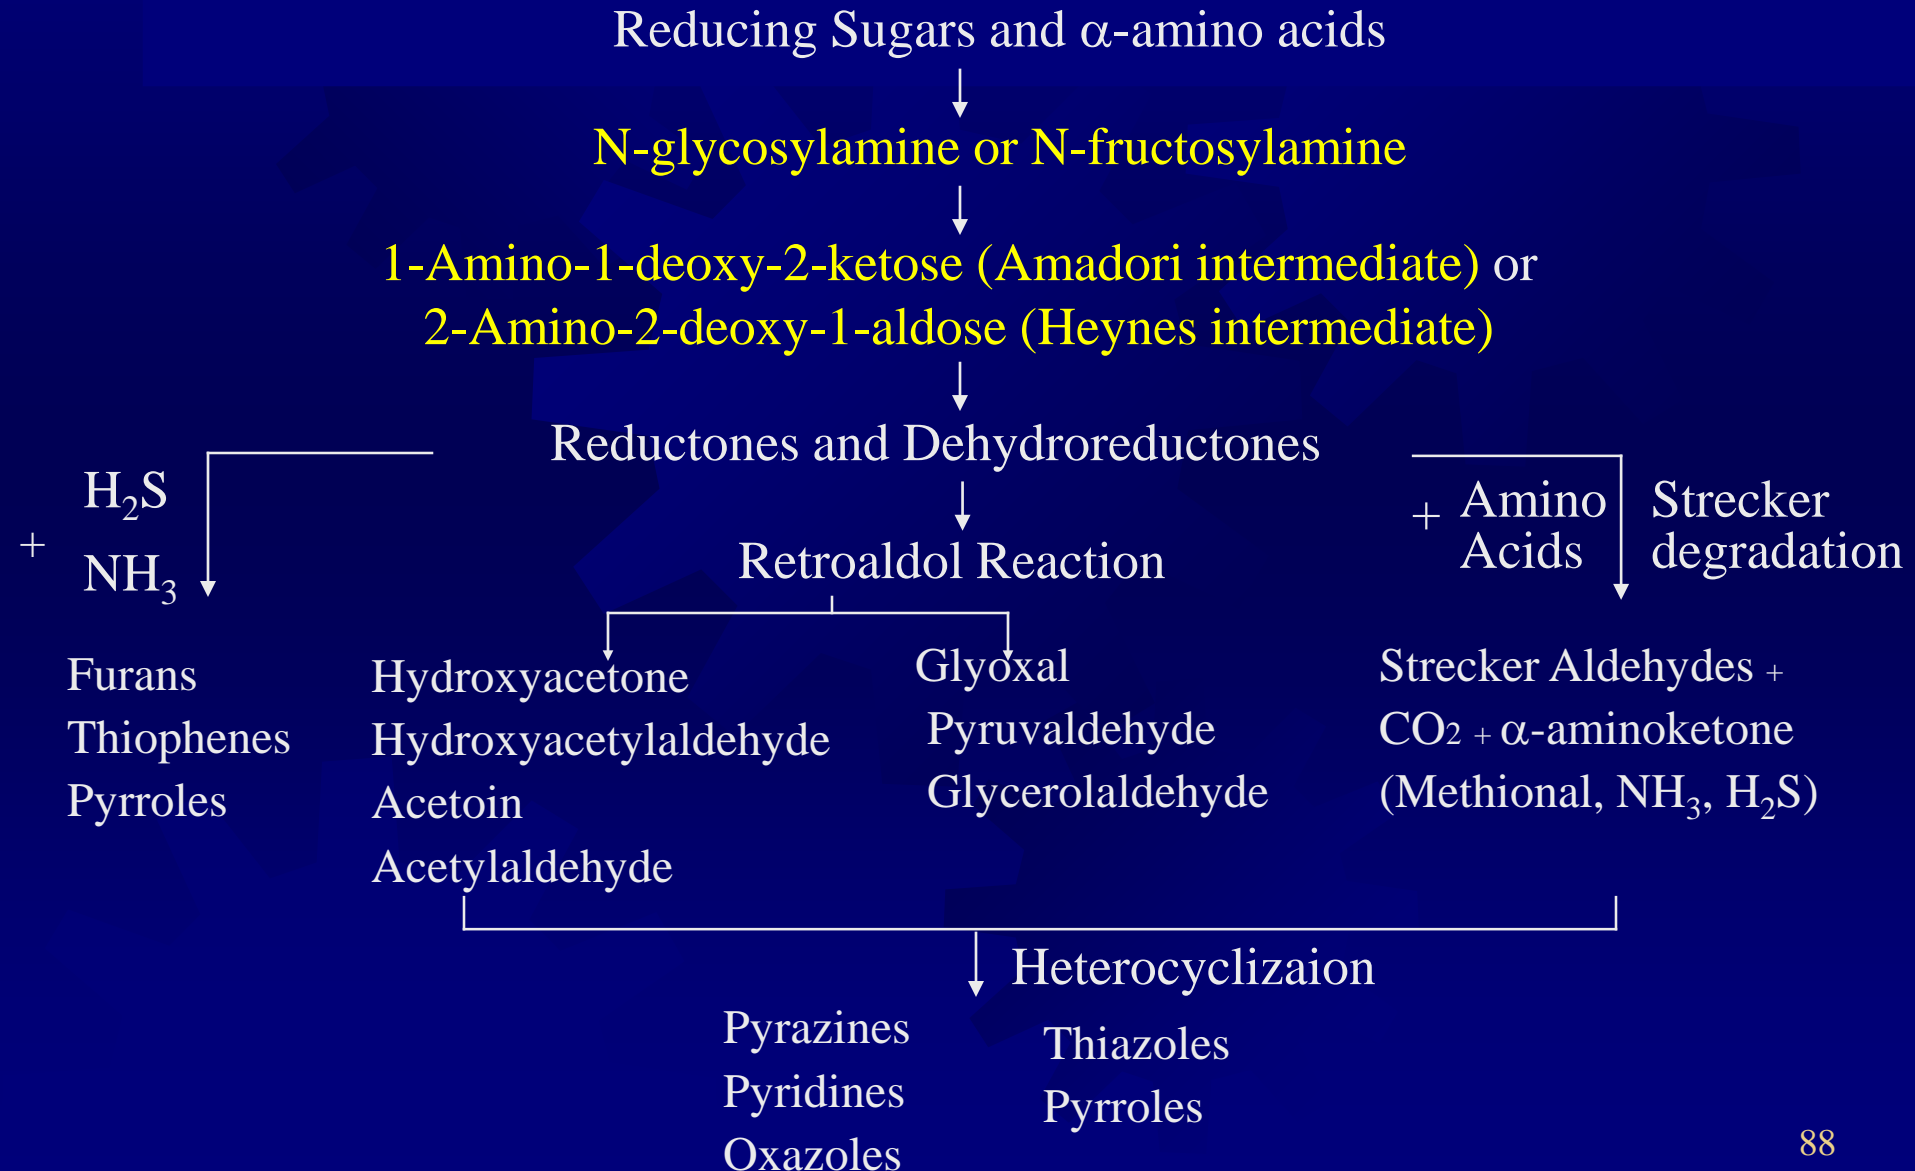 Reducing Sugars and α-amino acids
N-glycosylamine or N-fructosylamine
1-Amino-1-deoxy-2-ketose (Amadori intermediate) or
2-Amino-2-deoxy-1-aldose (Heynes intermediate)
Reductones and Dehydroreductones
+
H₂S
NH₃
Retroaldol Reaction
+
Amino
Acids
Strecker
degradation
Furans
Thiophenes
Pyrroles
Hydroxyacetone
Hydroxyacetylaldehyde
Acetoin
Acetylaldehyde
Glyoxal
Pyruvaldehyde
Glycerolaldehyde
Strecker Aldehydes +
CO2 + α-aminoketone
(Methional, NH₃, H₂S)
Heterocyclizaion
Pyrazines
Pyridines
Oxazoles
Thiazoles
Pyrroles
88